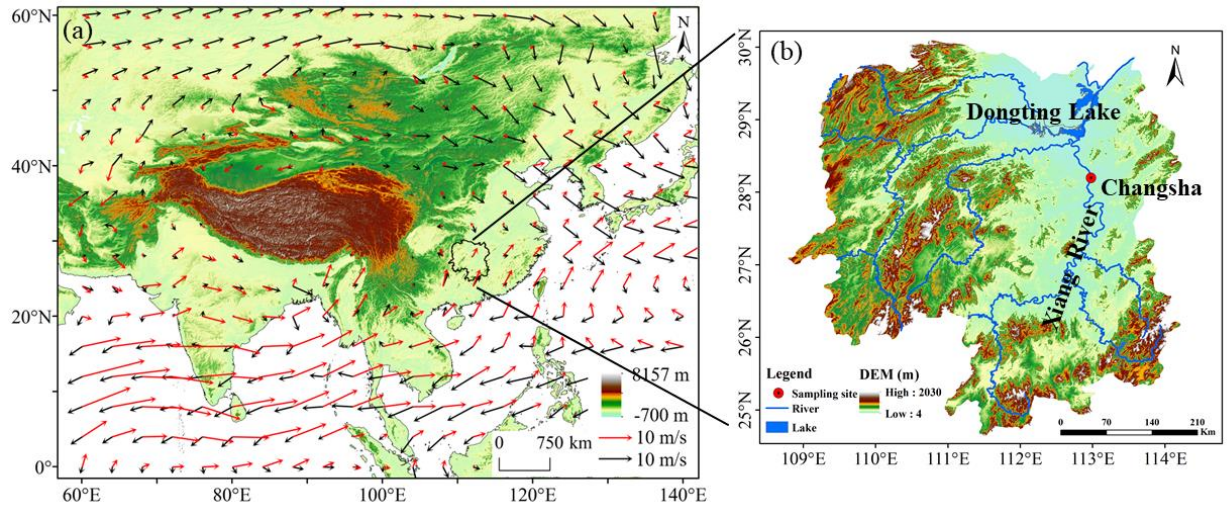 (a)
N
60°N
40°N
20°N
0°
60°E
80°E
100°E
120°E
140°E
8157 m
-700 m
0 750 km
10 m/s
10 m/s
(b)
N
30°N
29°N
28°N
27°N
26°N
25°N
109°E
110°E
111°E
112°E
113°E
114°E
Dongting Lake
Changsha
Xiang River
Legend
Sampling site
River
Lake
DEM (m)
High : 2030
Low : 4
0 70 140 210
Km